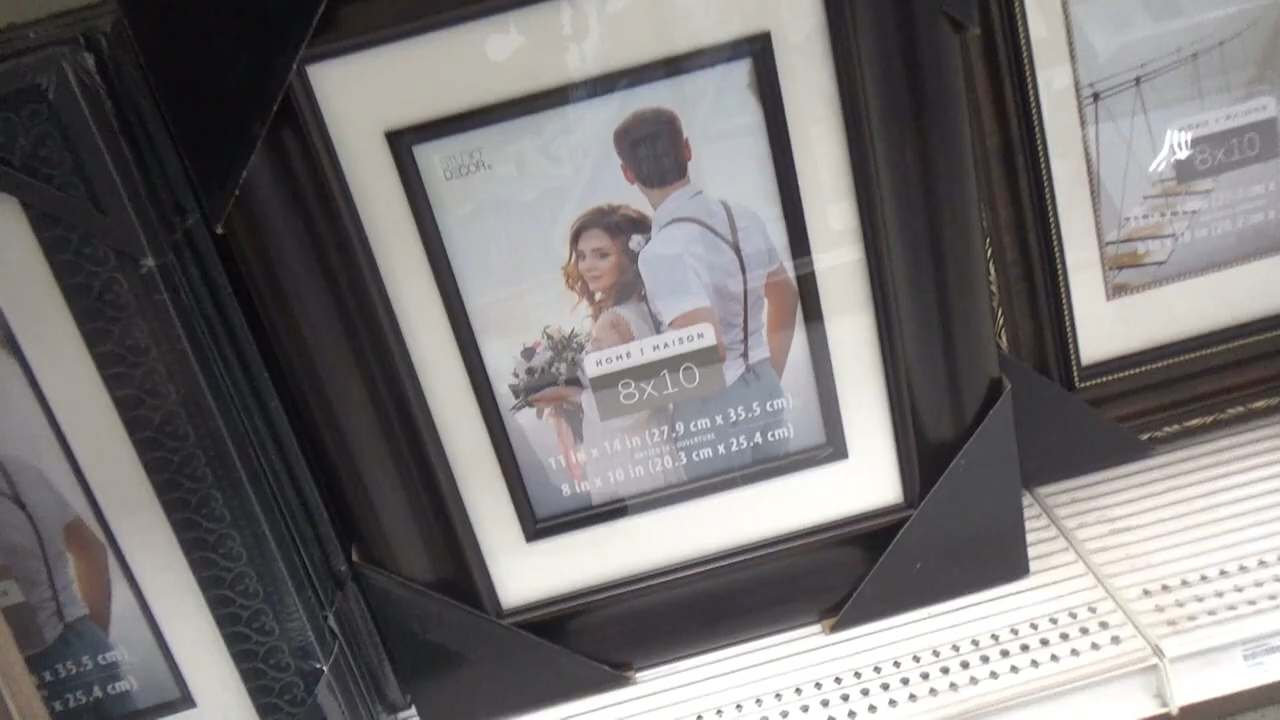 STUDIO
DECOR
HOME | MAISON
8x10
11 in x 14 in (27.9 cm x 35.5 cm)
8 in x 10 in (20.3 cm x 25.4 cm)
8x10
x 35.5 cm)
x 25.4 cm)